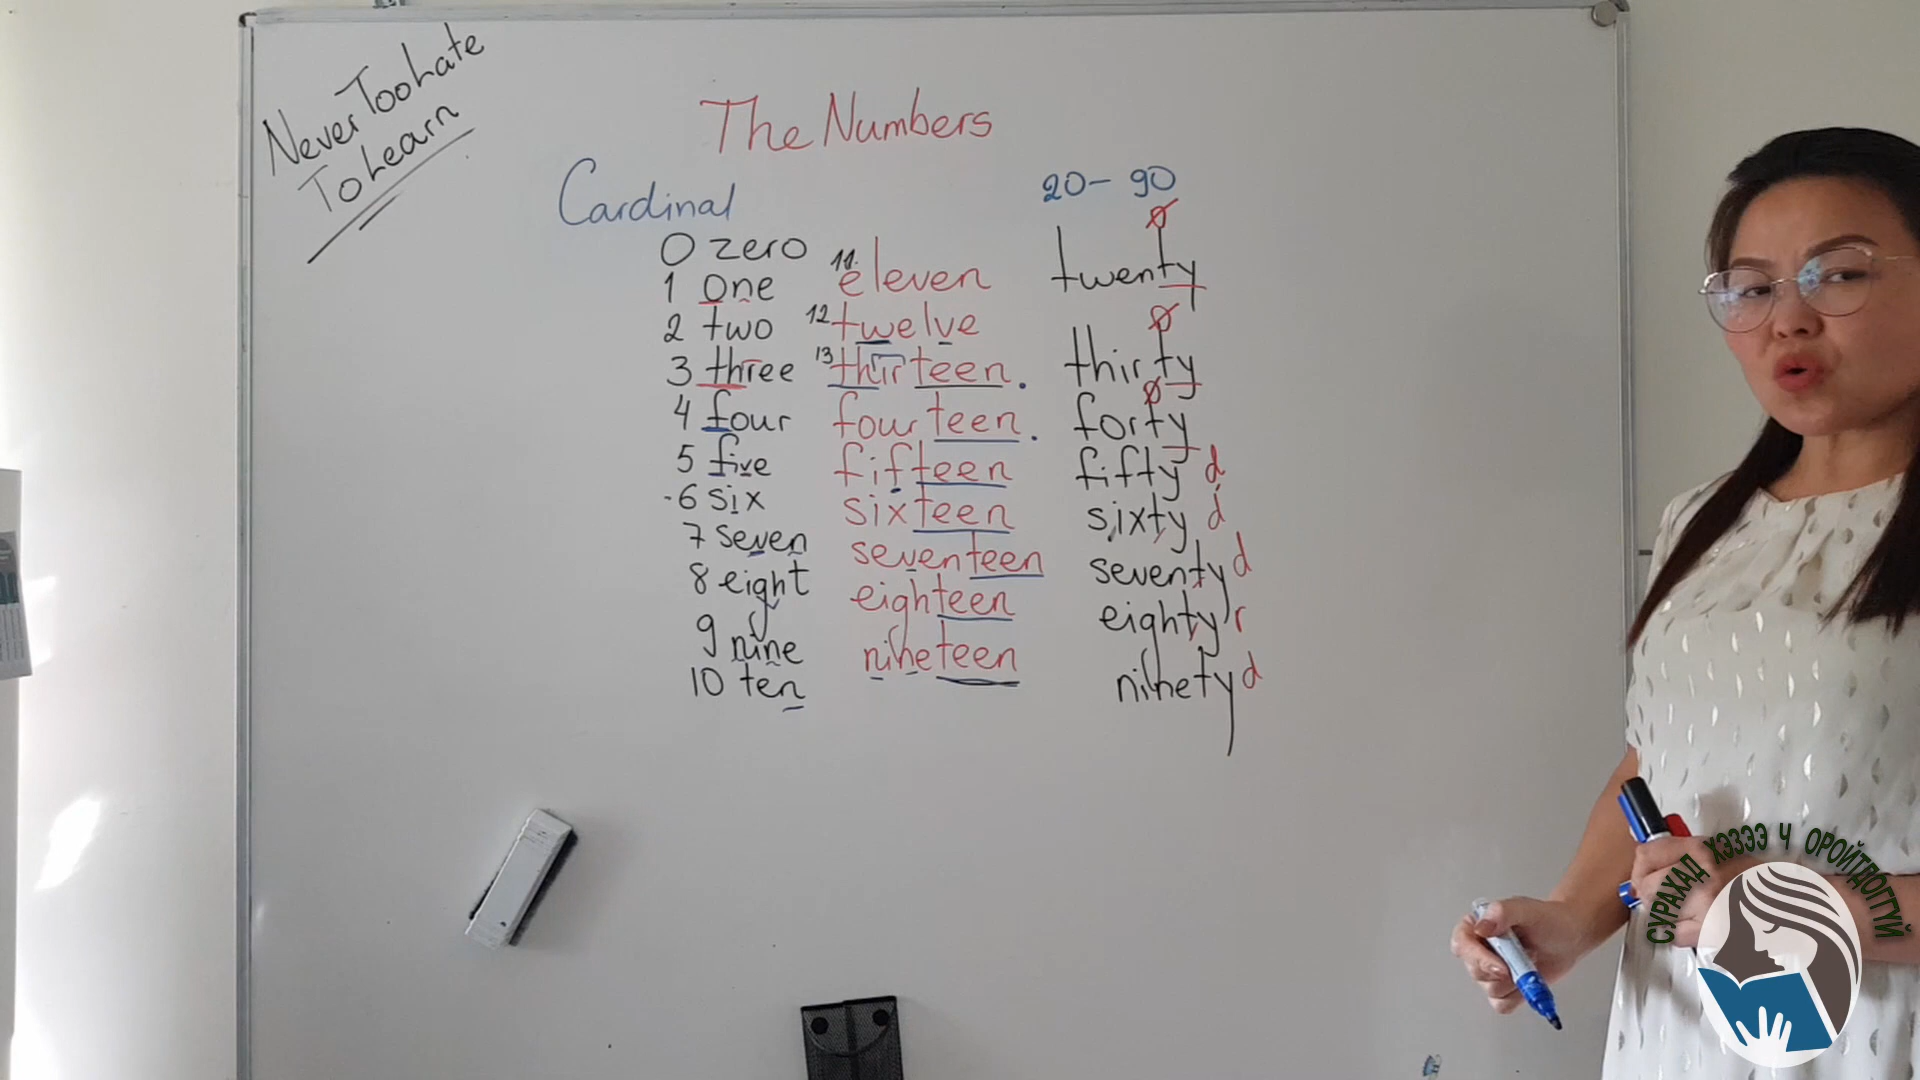 Never Too Late
To Learn
The Numbers
Cardinal
0 zero
1 one
2 two
3 three
4 four
5 five
6 six
7 seven
8 eight
9 nine
10 ten
11. eleven
12 twelve
13 thirteen.
fourteen.
fifteen
sixteen
seventeen
eighteen
nineteen
20 - 90
twenty
thirty
forty
fifty d
sixty d
seventy d
eighty r
ninety d
СУРАХАД ХЭЗЭЭ Ч ОРОЙТДОГГҮЙ